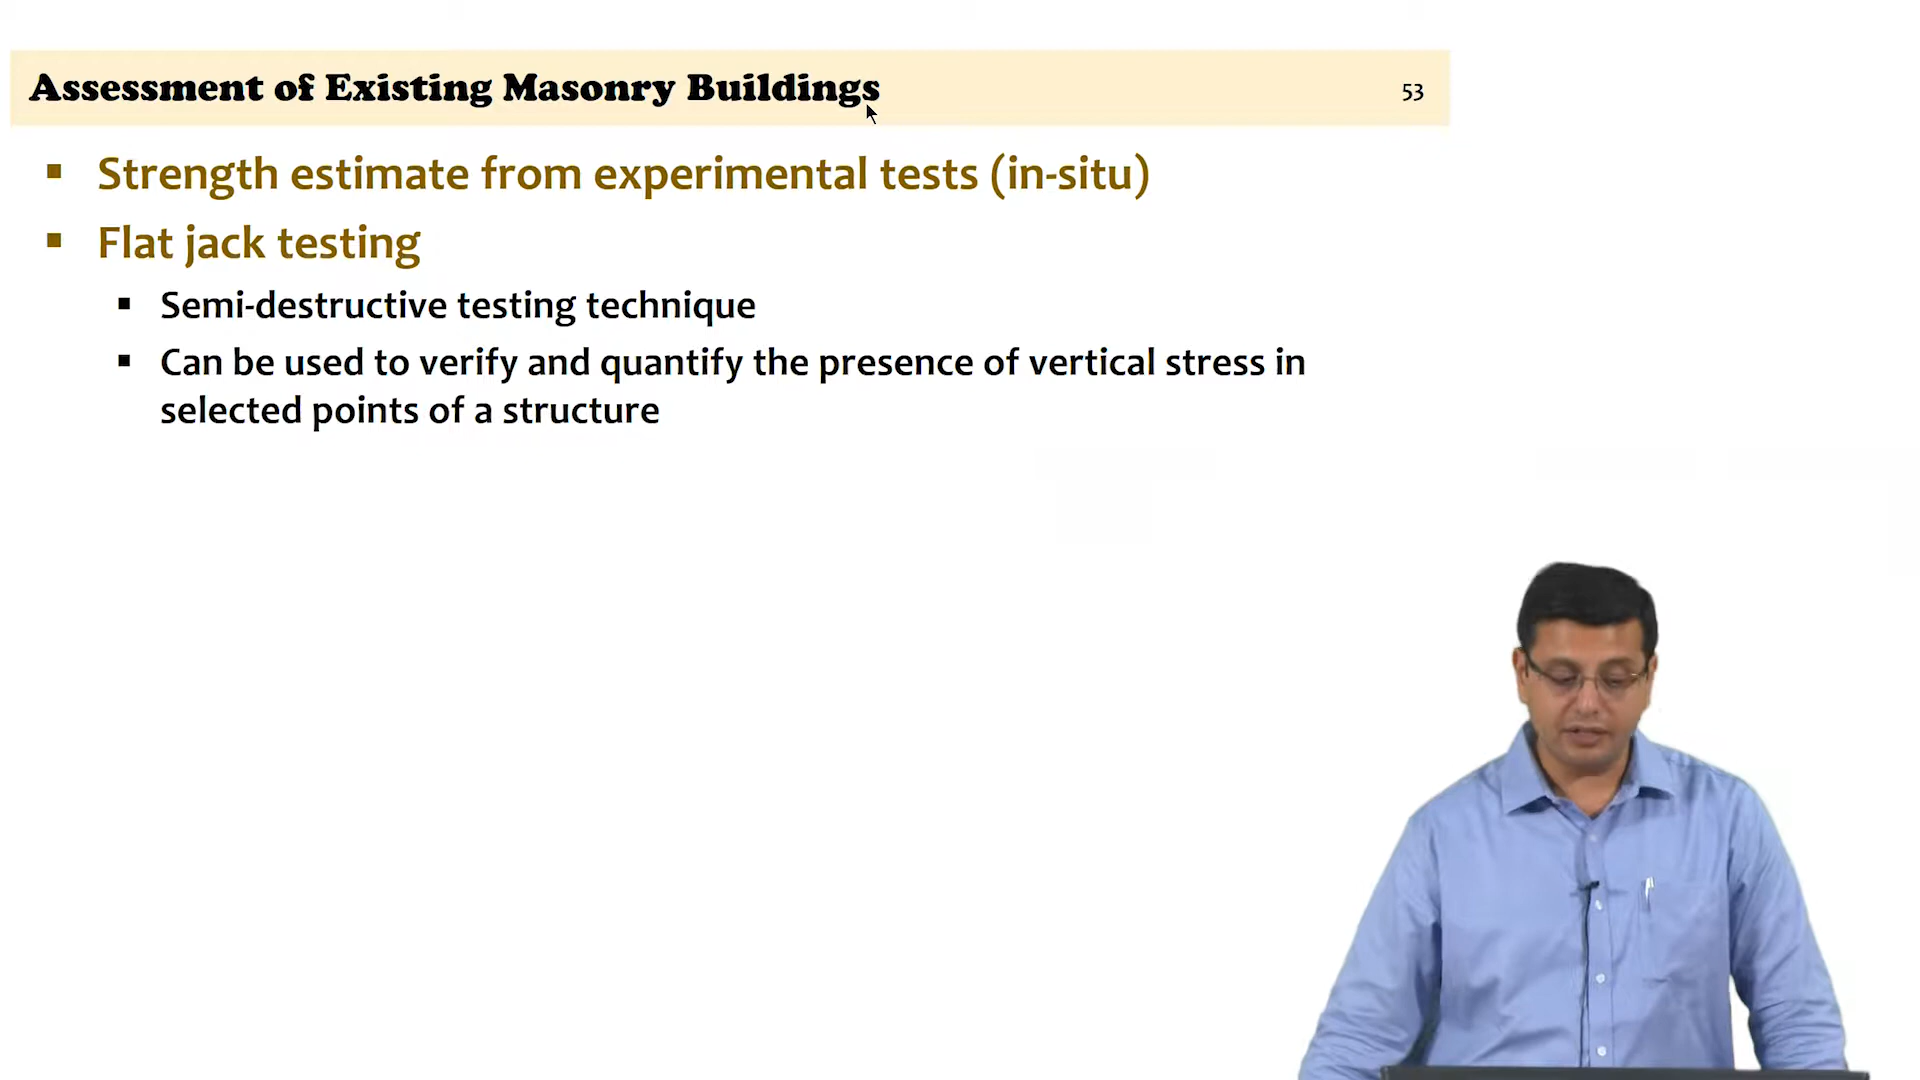 Assessment of Existing Masonry Buildings
53
▪ Strength estimate from experimental tests (in-situ)
▪ Flat jack testing
▪ Semi-destructive testing technique
▪ Can be used to verify and quantify the presence of vertical stress in
selected points of a structure